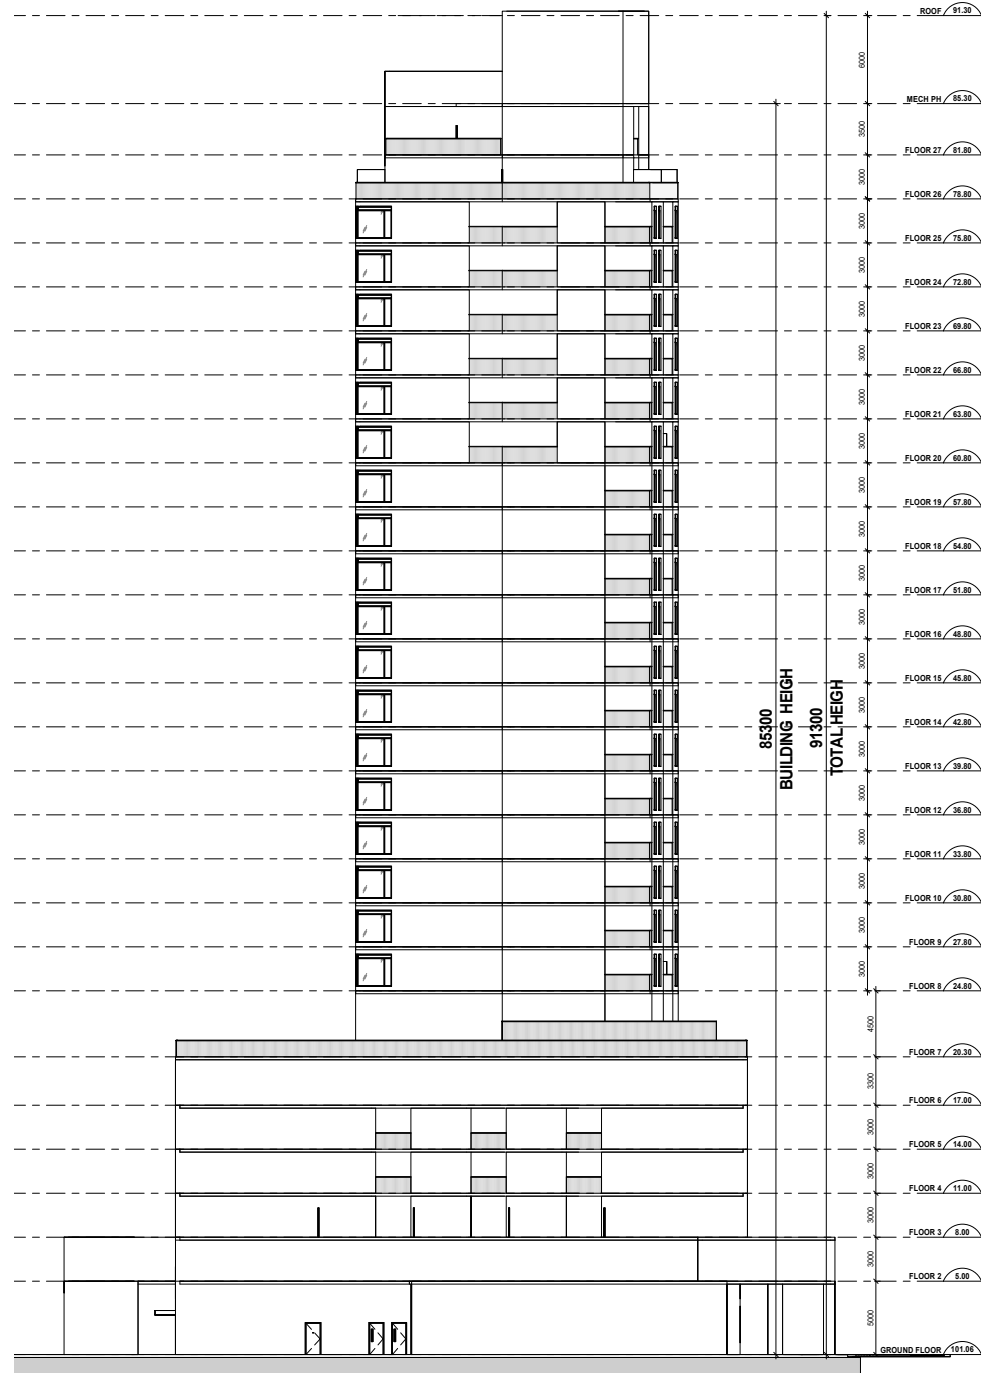 ROOF 91.30
6000
MECH PH 85.30
3500
FLOOR 27 81.80
3000
FLOOR 26 78.80
3000
FLOOR 25 75.80
3000
FLOOR 24 72.80
3000
FLOOR 23 69.80
3000
FLOOR 22 66.80
3000
FLOOR 21 63.80
3000
FLOOR 20 60.80
3000
FLOOR 19 57.80
3000
FLOOR 18 54.80
3000
FLOOR 17 51.80
3000
FLOOR 16 48.80
3000
FLOOR 15 45.80
3000
FLOOR 14 42.80
85300
BUILDING HEIGH
91300
TOTAL HEIGH
3000
FLOOR 13 39.80
3000
FLOOR 12 36.80
3000
FLOOR 11 33.80
3000
FLOOR 10 30.80
3000
FLOOR 9 27.80
3000
FLOOR 8 24.80
4500
FLOOR 7 20.30
3300
FLOOR 6 17.00
3000
FLOOR 5 14.00
3000
FLOOR 4 11.00
3000
FLOOR 3 8.00
3000
FLOOR 2 5.00
5000
GROUND FLOOR 101.06